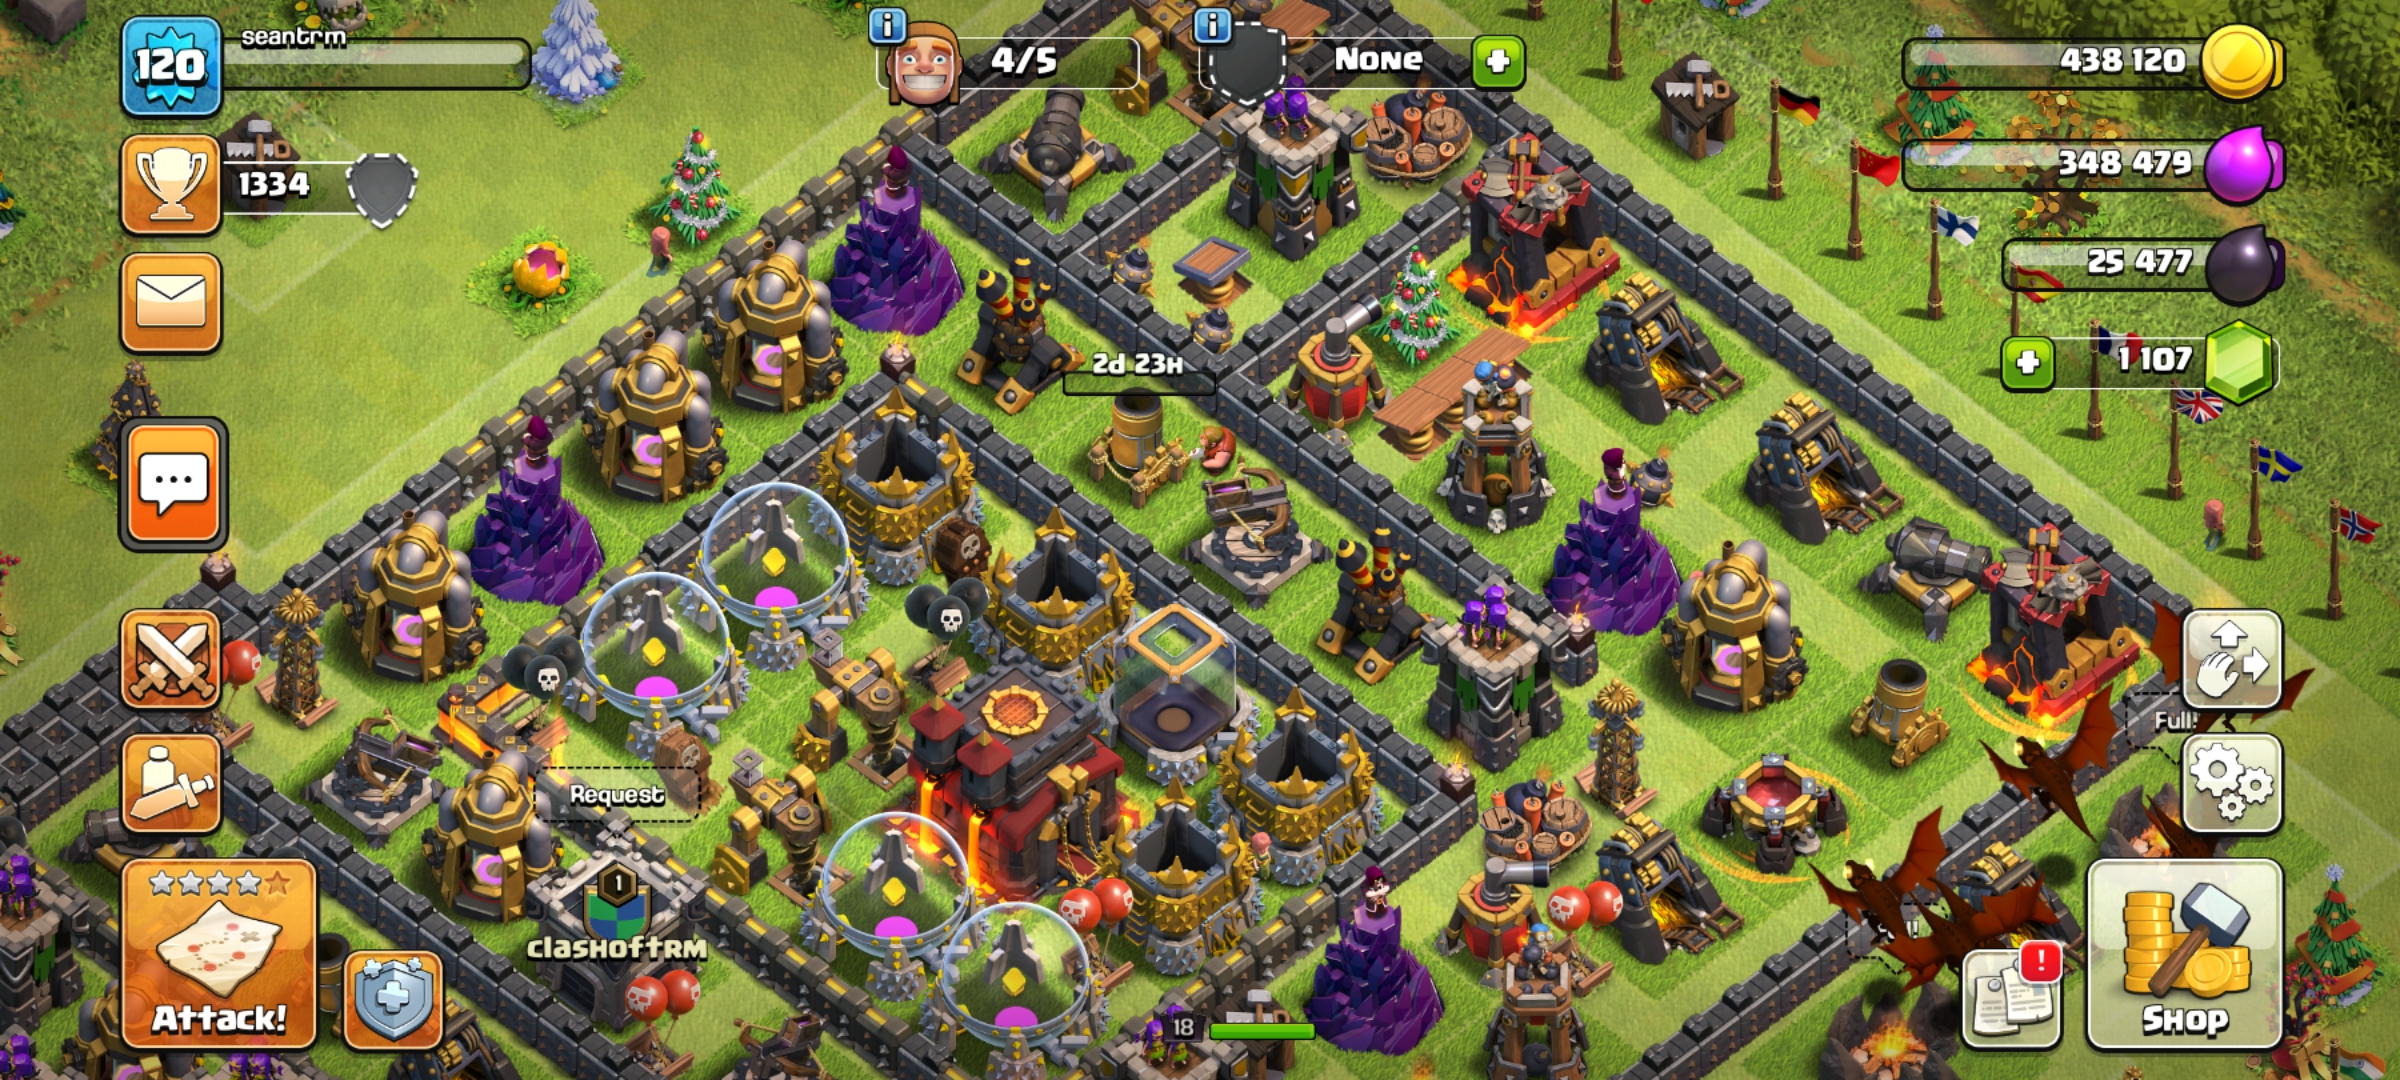 120
seantrm
4/5
None
438 120
1334
348 479
25 477
2d 23H
1 107
Full!
Request
1
clashoftrm
Attack!
18
!
Shop